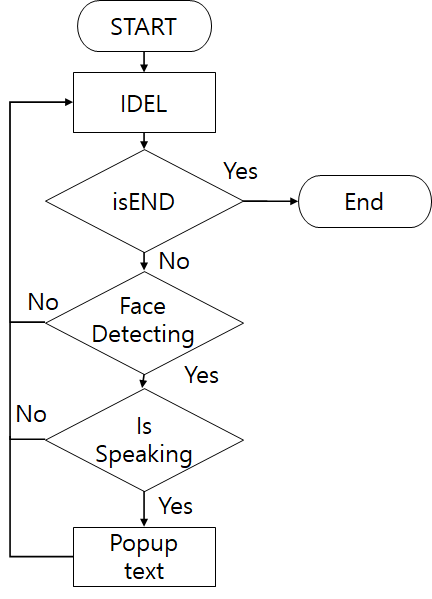 START
IDEL
isEND
Yes
End
No
Face
Detecting
No
Yes
Is
Speaking
No
Yes
Popup
text